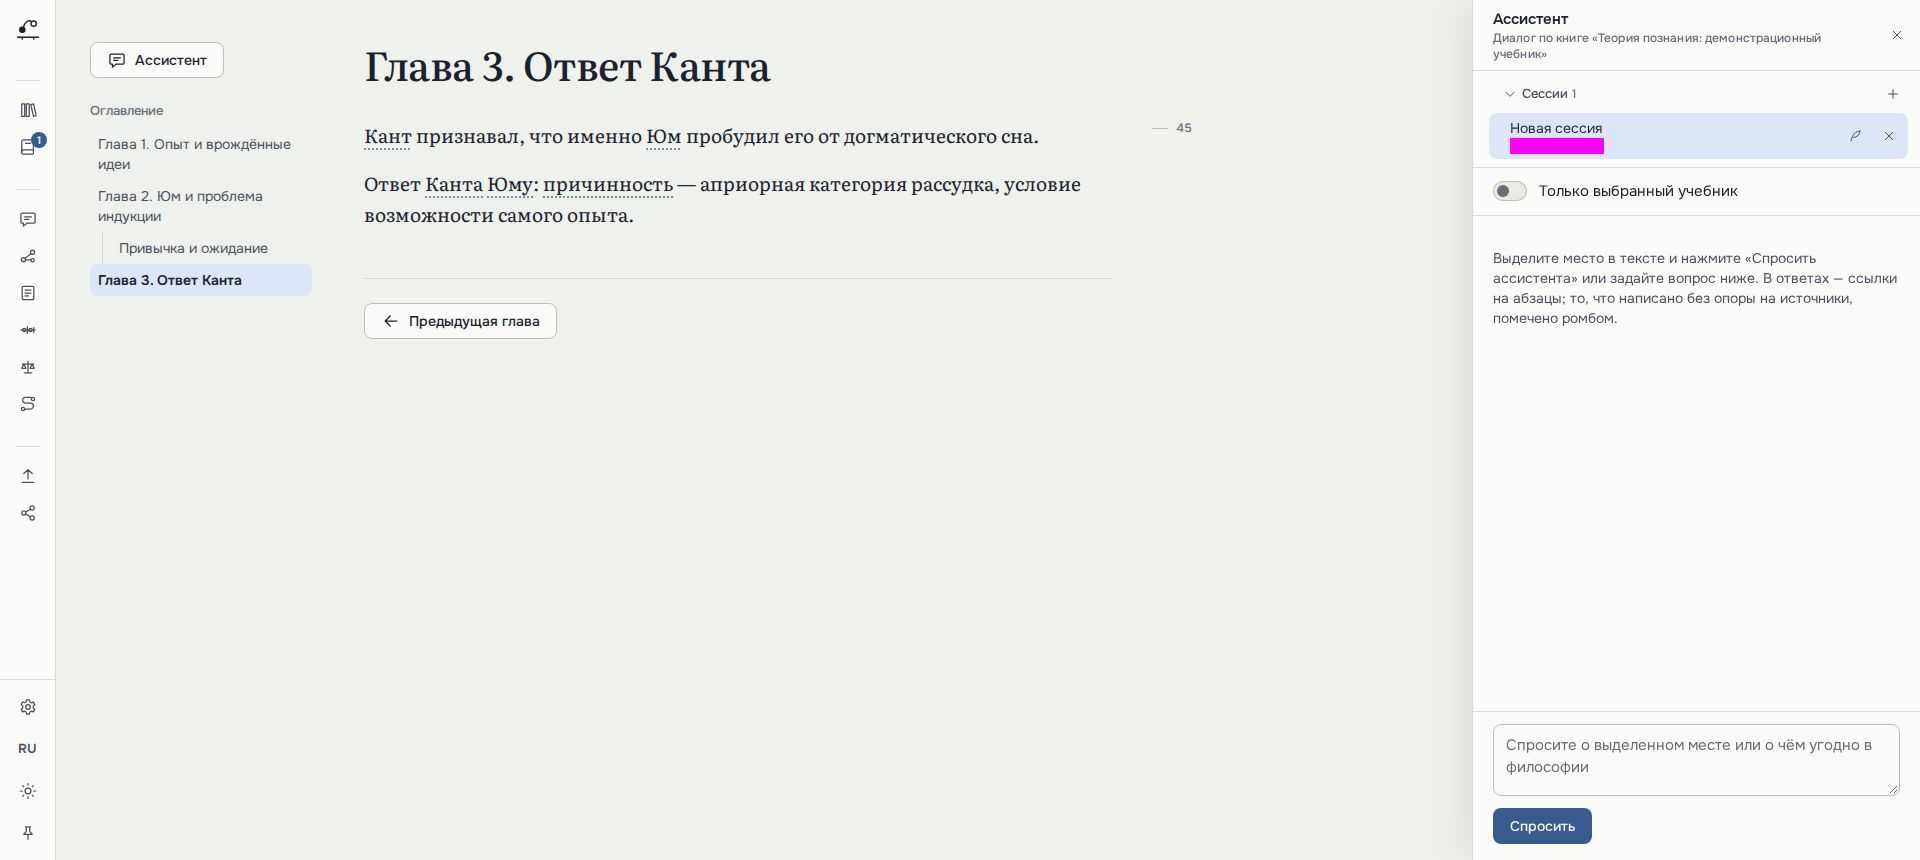 Ассистент
Оглавление
Глава 1. Опыт и врождённые
идеи
Глава 2. Юм и проблема
индукции
Привычка и ожидание
Глава 3. Ответ Канта
1
RU
Глава 3. Ответ Канта
Кант признавал, что именно Юм пробудил его от догматического сна.
45
Ответ Канта Юму: причинность — априорная категория рассудка, условие
возможности самого опыта.
Предыдущая глава
Ассистент
Диалог по книге «Теория познания: демонстрационный
учебник»
Сессии 1
Новая сессия
Только выбранный учебник
Выделите место в тексте и нажмите «Спросить
ассистента» или задайте вопрос ниже. В ответах — ссылки
на абзацы; то, что написано без опоры на источники,
помечено ромбом.
Спросите о выделенном месте или о чём угодно в
философии
Спросить